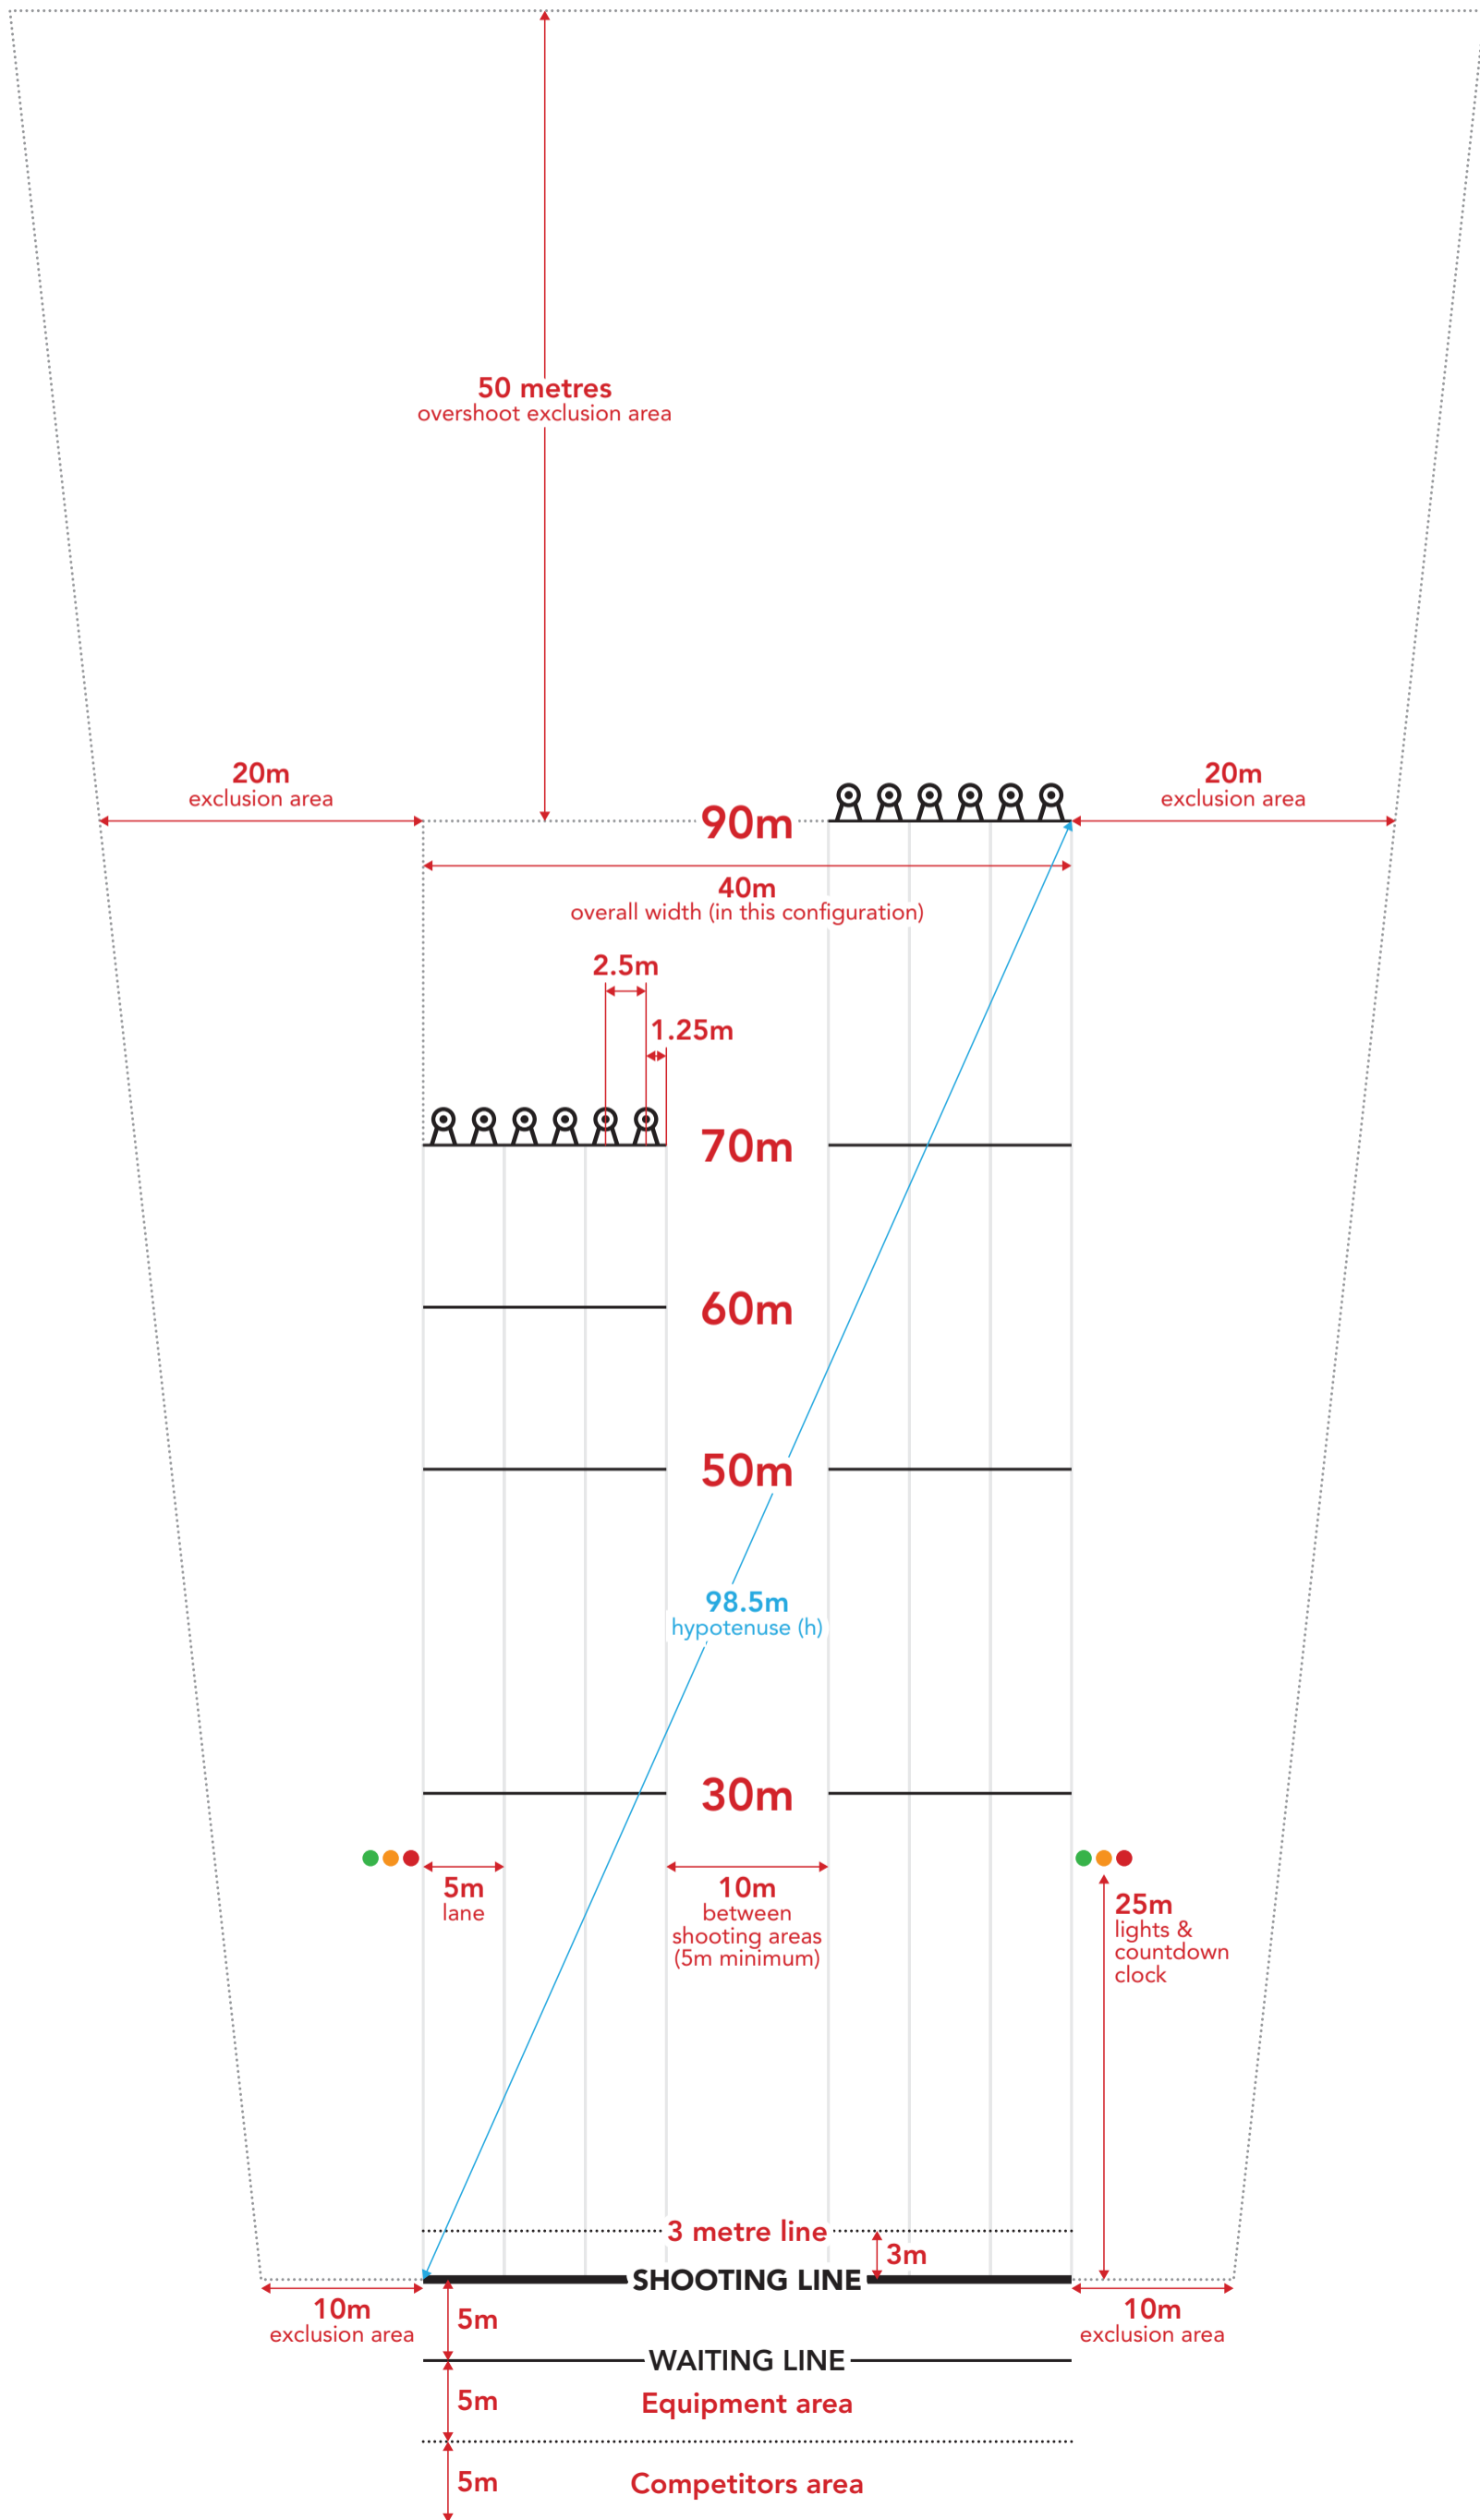 50 metres
overshoot exclusion area
20m
exclusion area
20m
exclusion area
90m
40m
overall width (in this configuration)
2.5m
1.25m
70m
60m
50m
98.5m
hypotenuse (h)
30m
5m
lane
10m
between
shooting areas
(5m minimum)
25m
lights &
countdown
clock
3 metre line
3m
SHOOTING LINE
10m
exclusion area
5m
10m
exclusion area
WAITING LINE
5m
Equipment area
5m
Competitors area